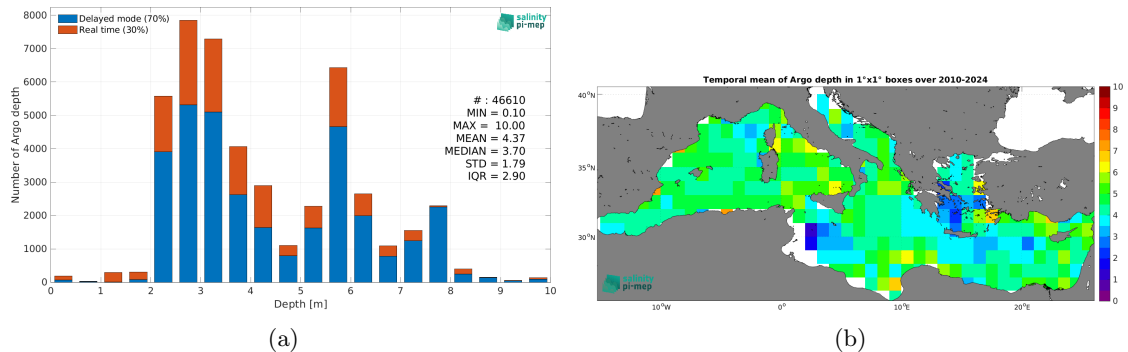 Delayed mode (70%)
Real time (30%)
salinity
pi-mep
8000
7000
6000
5000
4000
3000
2000
1000
0
Number of Argo depth
# : 46610
MIN = 0.10
MAX = 10.00
MEAN = 4.37
MEDIAN = 3.70
STD = 1.79
IQR = 2.90
0 1 2 3 4 5 6 7 8 9 10
Depth [m]
(a)
Temporal mean of Argo depth in 1°x1° boxes over 2010-2024
40°N
35°N
30°N
10°W 0° 10°E 20°E
salinity
pi-mep
10
9
8
7
6
5
4
3
2
1
0
(b)